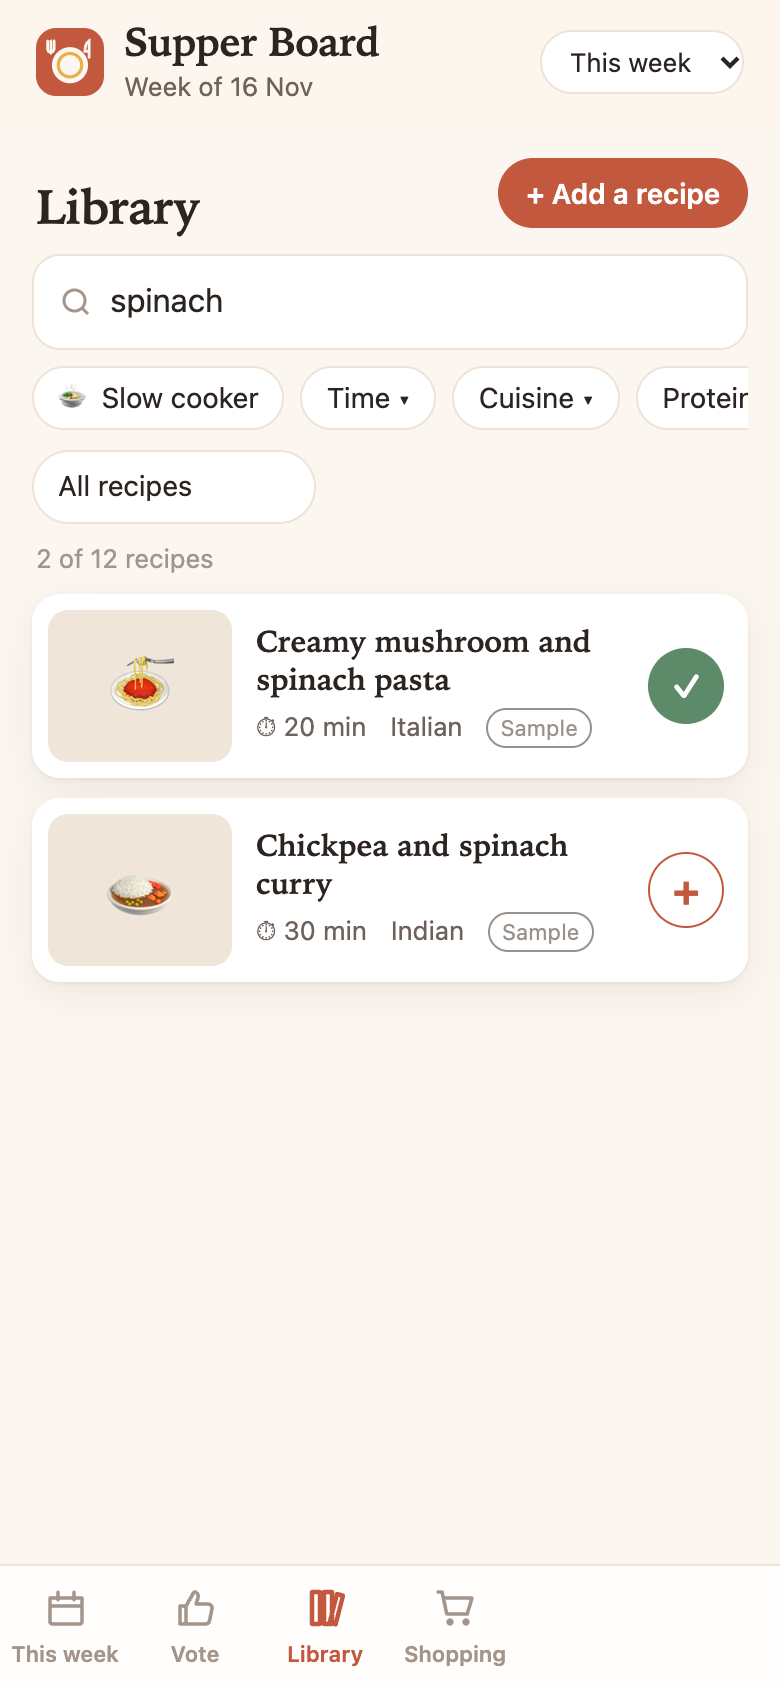 Supper Board
Week of 16 Nov
This week
Library
+ Add a recipe
spinach
Slow cooker
Time ▾
Cuisine ▾
All recipes
2 of 12 recipes
Creamy mushroom and
spinach pasta
20 min Italian Sample
Chickpea and spinach
curry
30 min Indian Sample
This week
Vote
Library
Shopping